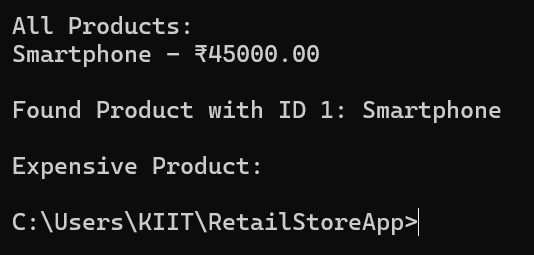 All Products:
Smartphone - ₹45000.00
Found Product with ID 1: Smartphone
Expensive Product:
C:\Users\KIIT\RetailStoreApp>